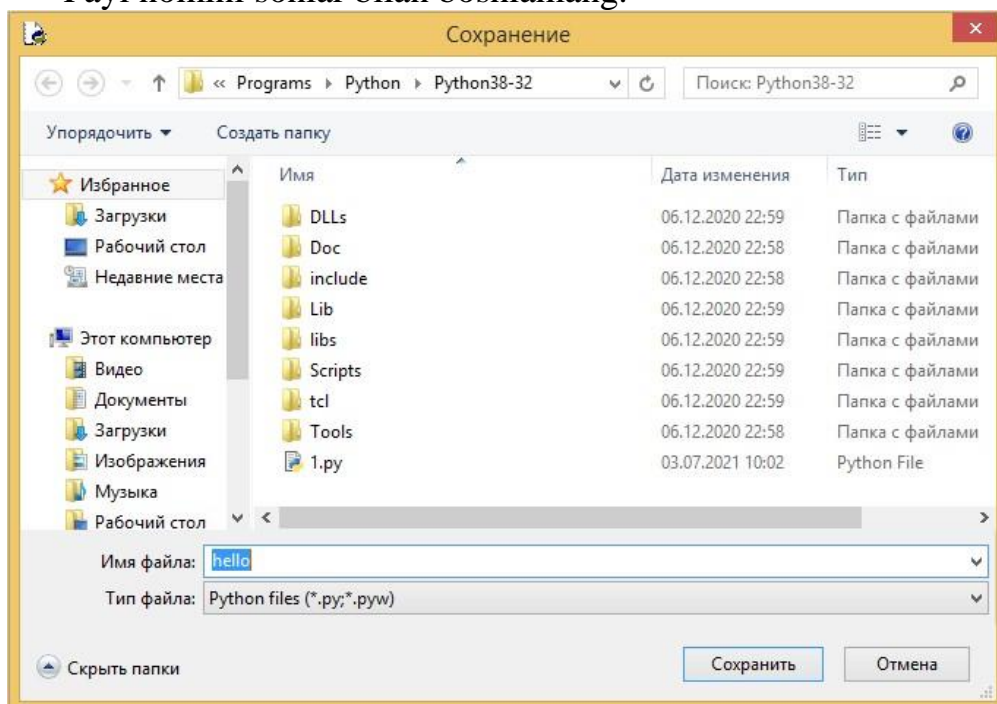 Сохранение
« Programs Python Python38-32
Поиск: Python38-32
Упорядочить Создать папку
Имя Дата изменения Тип
Избранное
Загрузки
Рабочий стол
Недавние места
Этот компьютер
Видео
Документы
Загрузки
Изображения
Музыка
Рабочий стол
DLLs 06.12.2020 22:59 Папка с файлами
Doc 06.12.2020 22:58 Папка с файлами
include 06.12.2020 22:58 Папка с файлами
Lib 06.12.2020 22:59 Папка с файлами
libs 06.12.2020 22:59 Папка с файлами
Scripts 06.12.2020 22:59 Папка с файлами
tcl 06.12.2020 22:59 Папка с файлами
Tools 06.12.2020 22:58 Папка с файлами
1.py 03.07.2021 10:02 Python File
Имя файла: hello
Тип файла: Python files (*.py;*.pyw)
Скрыть папки
Сохранить Отмена